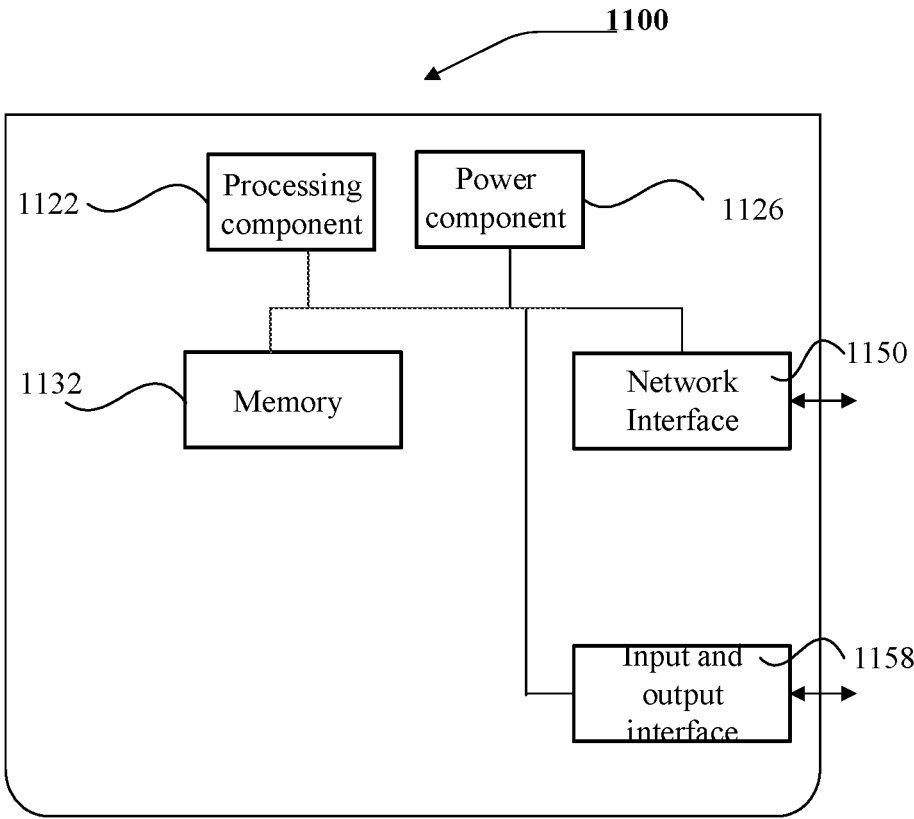 1100
Processing
component
Power
component
1122
1126
1132
Memory
Network
Interface
1150
Input and
output
interface
1158